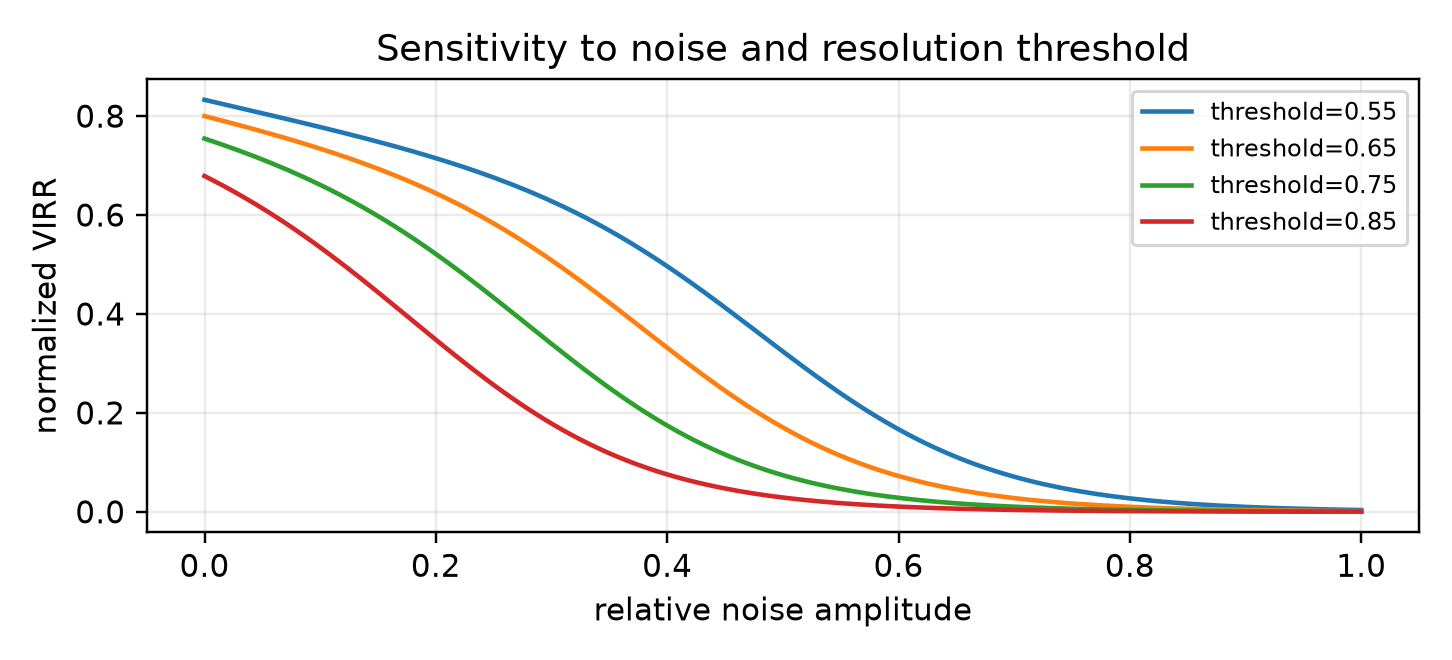 Sensitivity to noise and resolution threshold
normalized VIRR
0.8
0.6
0.4
0.2
0.0
threshold=0.55
threshold=0.65
threshold=0.75
threshold=0.85
0.0 0.2 0.4 0.6 0.8 1.0
relative noise amplitude